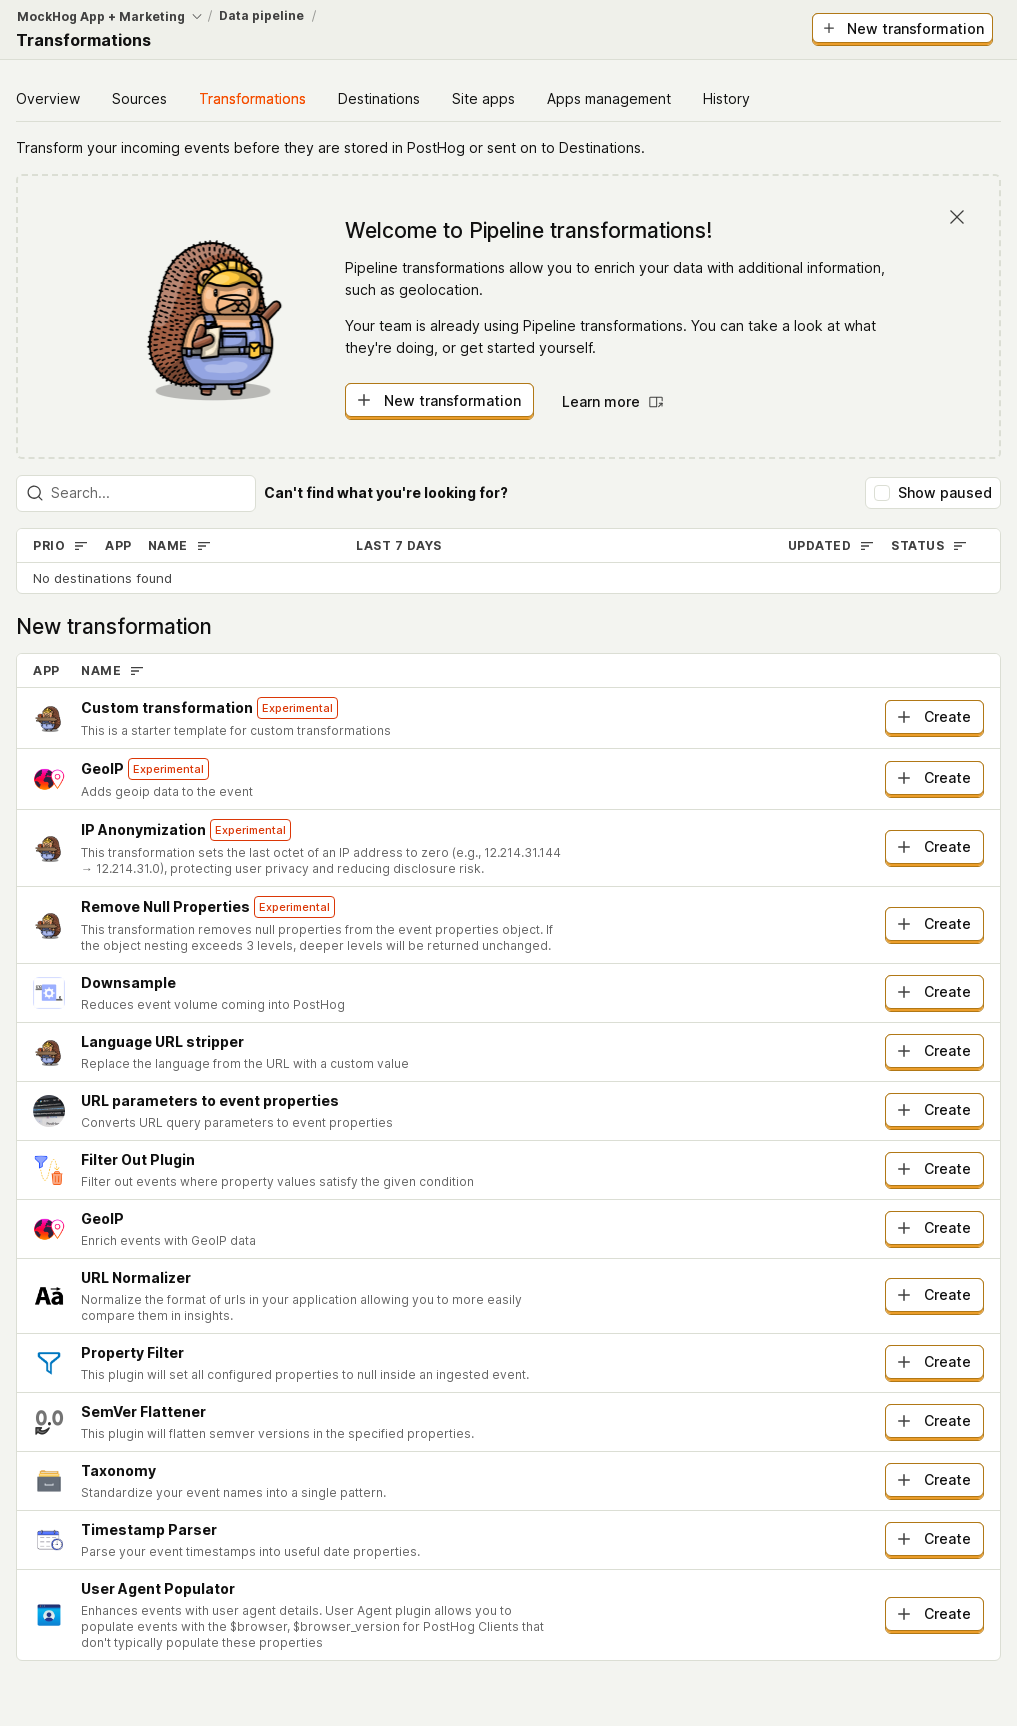 MockHog App + Marketing / Data pipeline /
Transformations
New transformation
Overview Sources Transformations Destinations Site apps Apps management History
Transform your incoming events before they are stored in PostHog or sent on to Destinations.
Welcome to Pipeline transformations!
Pipeline transformations allow you to enrich your data with additional information,
such as geolocation.
Your team is already using Pipeline transformations. You can take a look at what
they're doing, or get started yourself.
New transformation Learn more
Search... Can't find what you're looking for? Show paused
PRIO APP NAME LAST 7 DAYS UPDATED STATUS
No destinations found
New transformation
APP NAME
Custom transformation Experimental
This is a starter template for custom transformations
Create
GeoIP Experimental
Adds geoip data to the event
Create
IP Anonymization Experimental
This transformation sets the last octet of an IP address to zero (e.g., 12.214.31.144
→ 12.214.31.0), protecting user privacy and reducing disclosure risk.
Create
Remove Null Properties Experimental
This transformation removes null properties from the event properties object. If
the object nesting exceeds 3 levels, deeper levels will be returned unchanged.
Create
Downsample
Reduces event volume coming into PostHog
Create
Language URL stripper
Replace the language from the URL with a custom value
Create
URL parameters to event properties
Converts URL query parameters to event properties
Create
Filter Out Plugin
Filter out events where property values satisfy the given condition
Create
GeoIP
Enrich events with GeoIP data
Create
Aa
URL Normalizer
Normalize the format of urls in your application allowing you to more easily
compare them in insights.
Create
Property Filter
This plugin will set all configured properties to null inside an ingested event.
Create
0.0
SemVer Flattener
This plugin will flatten semver versions in the specified properties.
Create
Taxonomy
Standardize your event names into a single pattern.
Create
Timestamp Parser
Parse your event timestamps into useful date properties.
Create
User Agent Populator
Enhances events with user agent details. User Agent plugin allows you to
populate events with the $browser, $browser_version for PostHog Clients that
don't typically populate these properties
Create